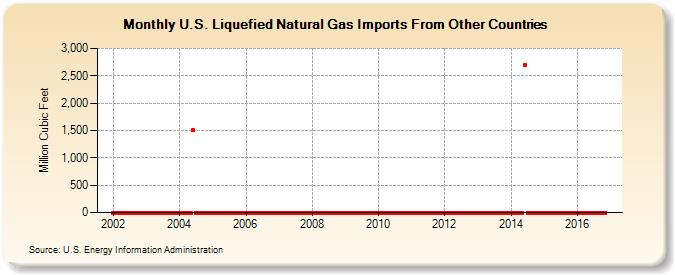 Monthly U.S. Liquefied Natural Gas Imports From Other Countries
Million Cubic Feet
3,000
2,500
2,000
1,500
1,000
500
0
2002 2004 2006 2008 2010 2012 2014 2016
Source: U.S. Energy Information Administration